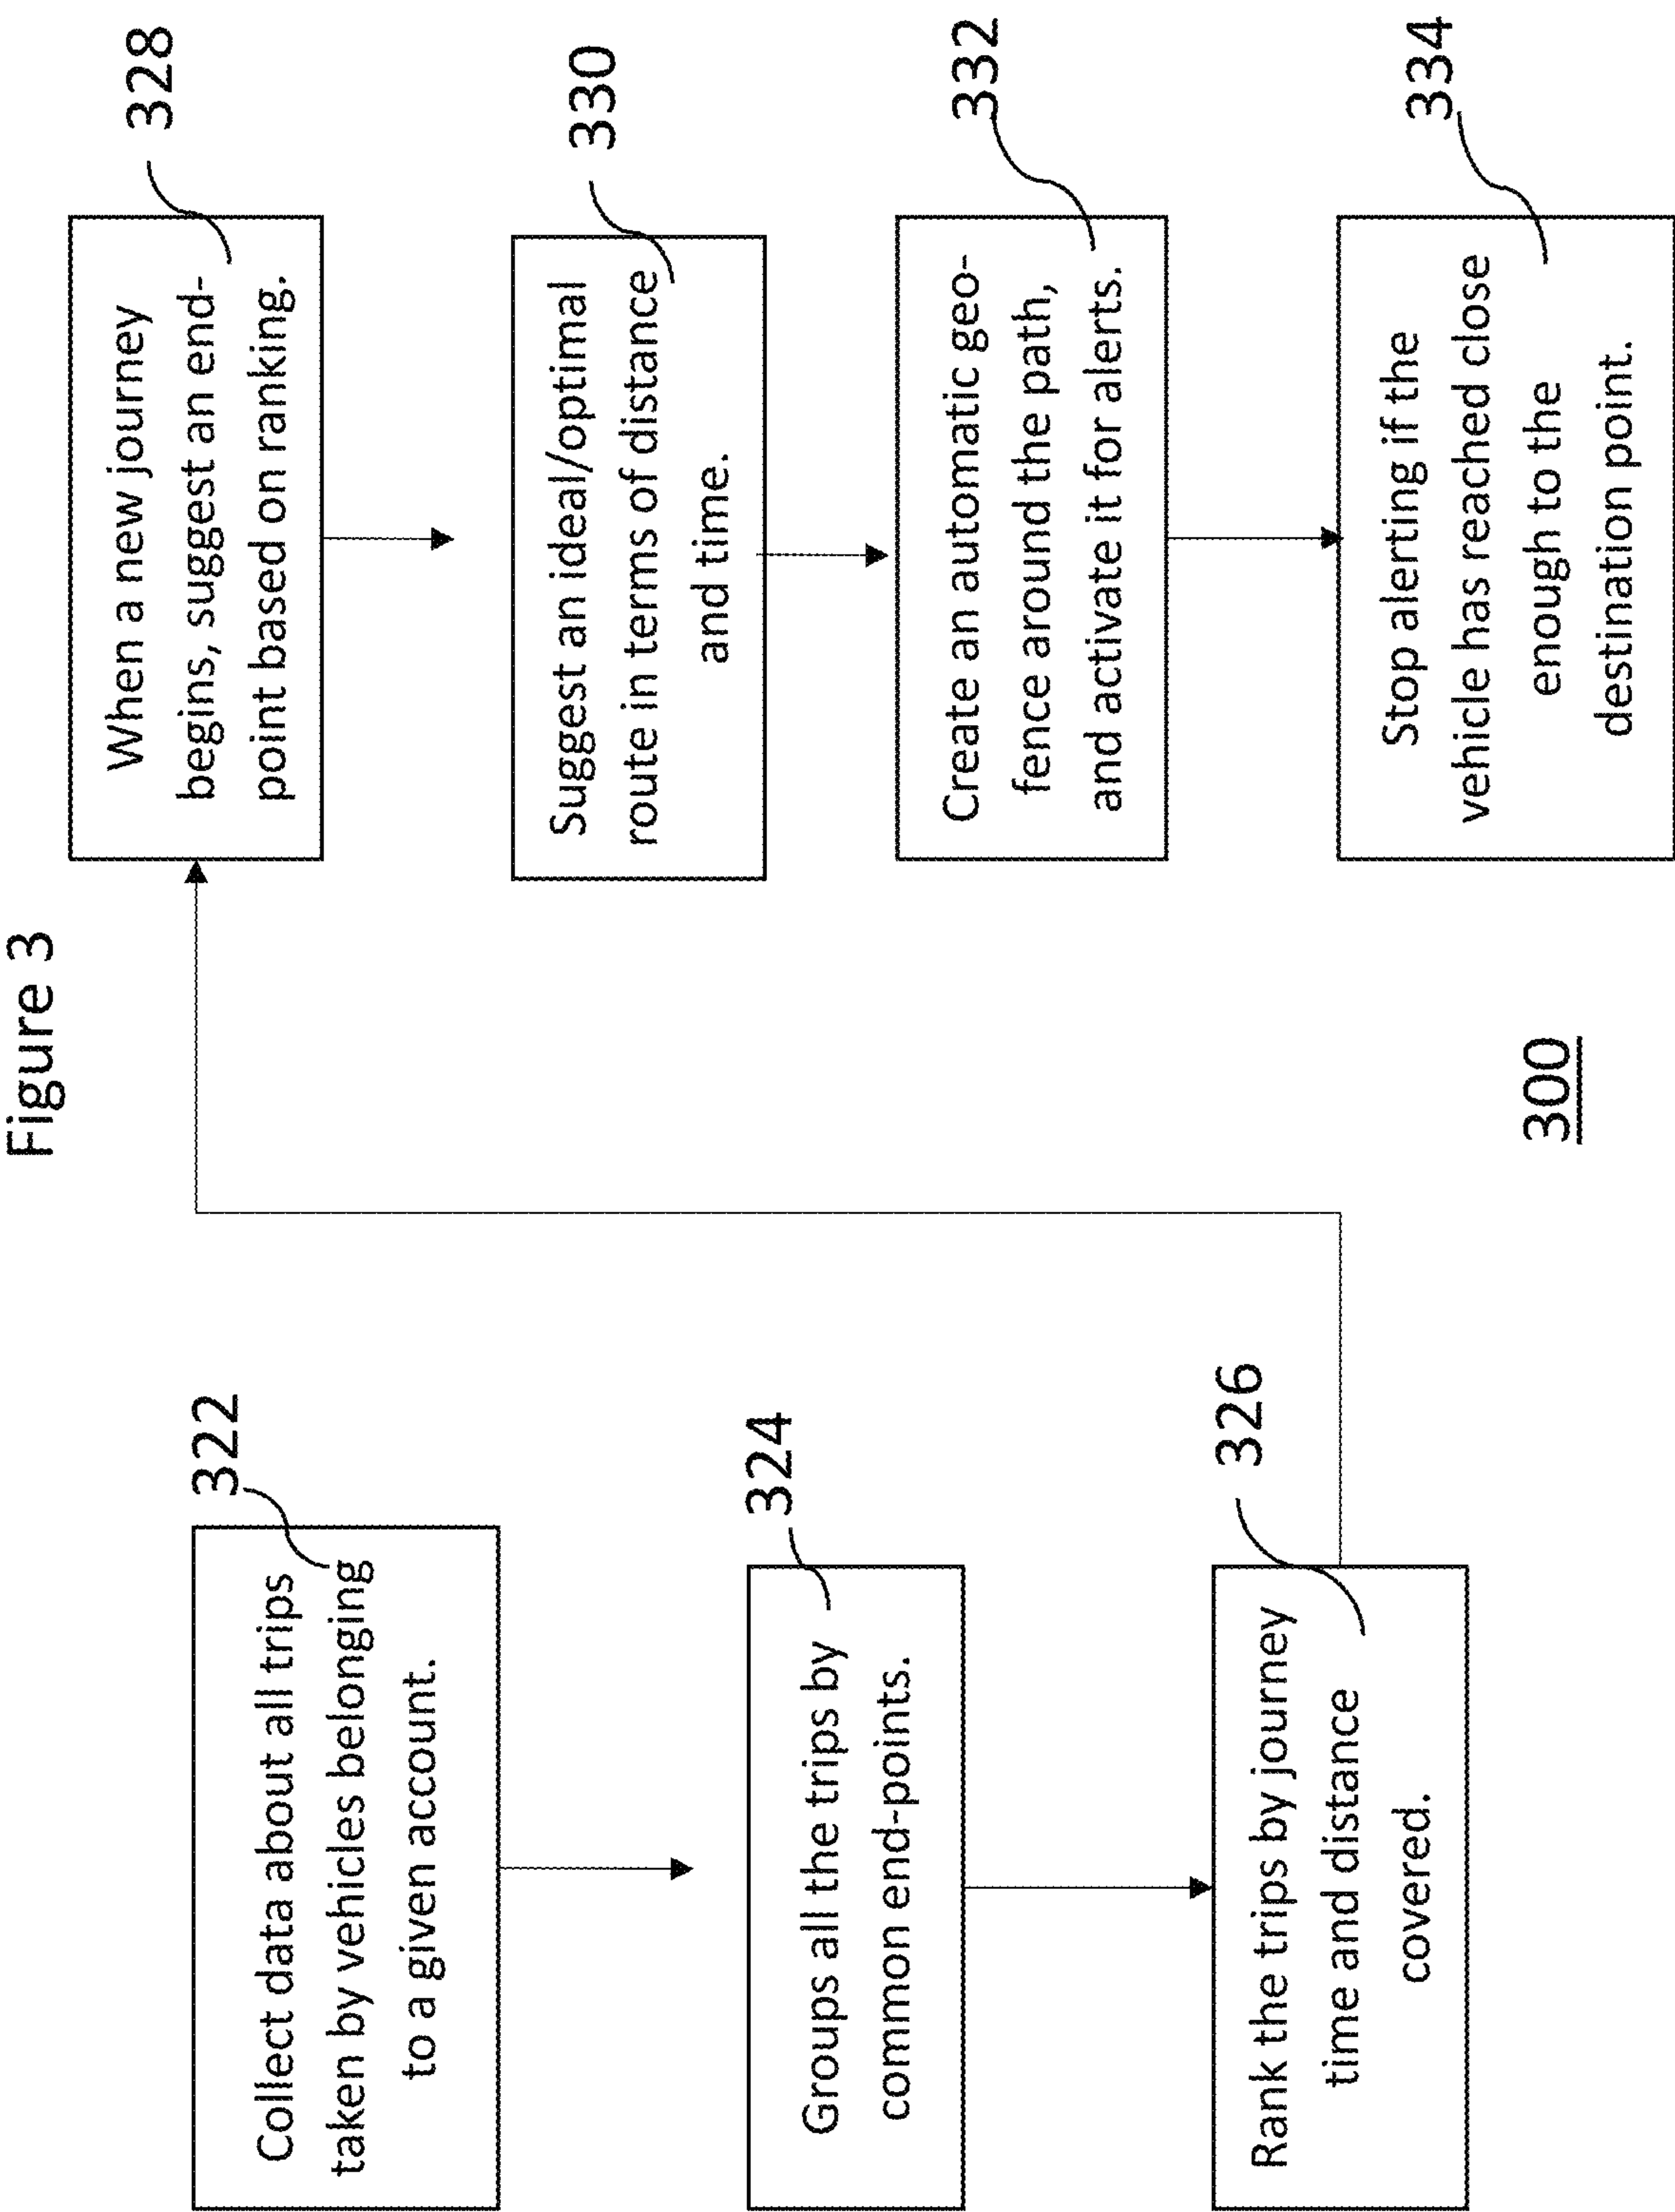 Figure 3
Collect data about all trips
taken by vehicles belonging
to a given account.
322
Groups all the trips by
common end-points.
324
Rank the trips by journey
time and distance
covered.
326
When a new journey
begins, suggest an end-
point based on ranking.
328
Suggest an ideal/optimal
route in terms of distance
and time.
330
Create an automatic geo-
fence around the path,
and activate it for alerts.
332
Stop alerting if the
vehicle has reached close
enough to the
destination point.
334
300